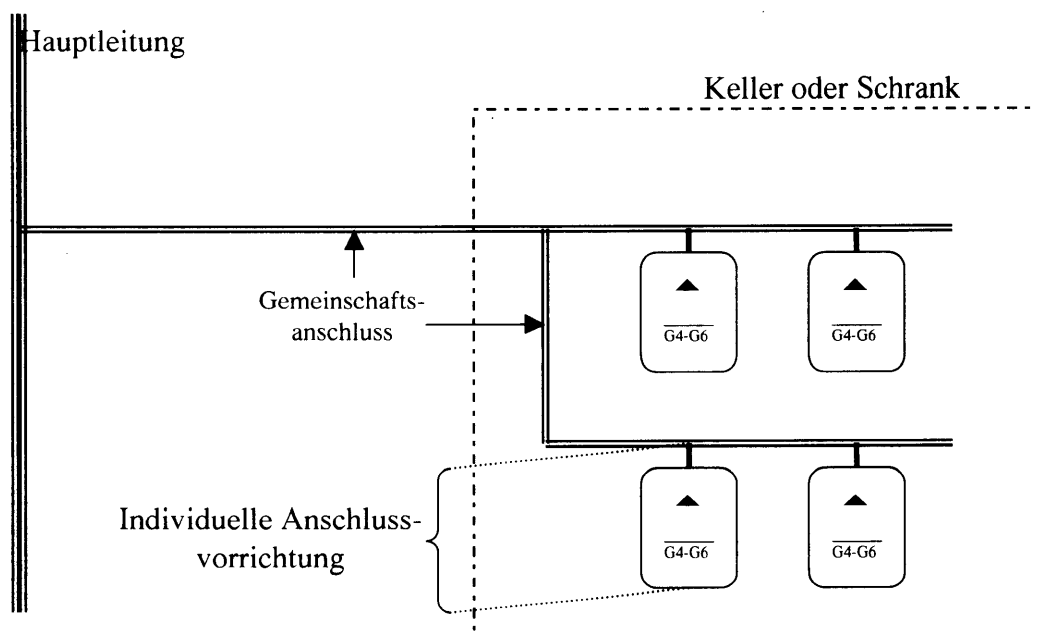 Hauptleitung
Keller oder Schrank
Gemeinschafts-
anschluss
G4-G6
G4-G6
Individuelle Anschluss-
vorrichtung
G4-G6
G4-G6